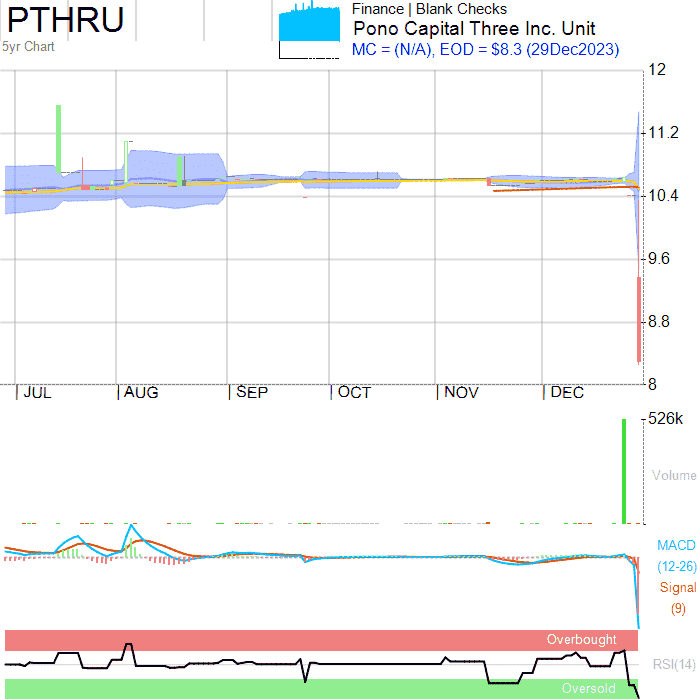 PTHRU
5yr Chart
Finance | Blank Checks
Pono Capital Three Inc. Unit
MC = (N/A), EOD = $8.3 (29Dec2023)
12
11.2
10.4
9.6
8.8
8
JUL AUG SEP OCT NOV DEC
526k
Volume
MACD
(12-26)
Signal
(9)
Overbought
RSI(14)
Oversold